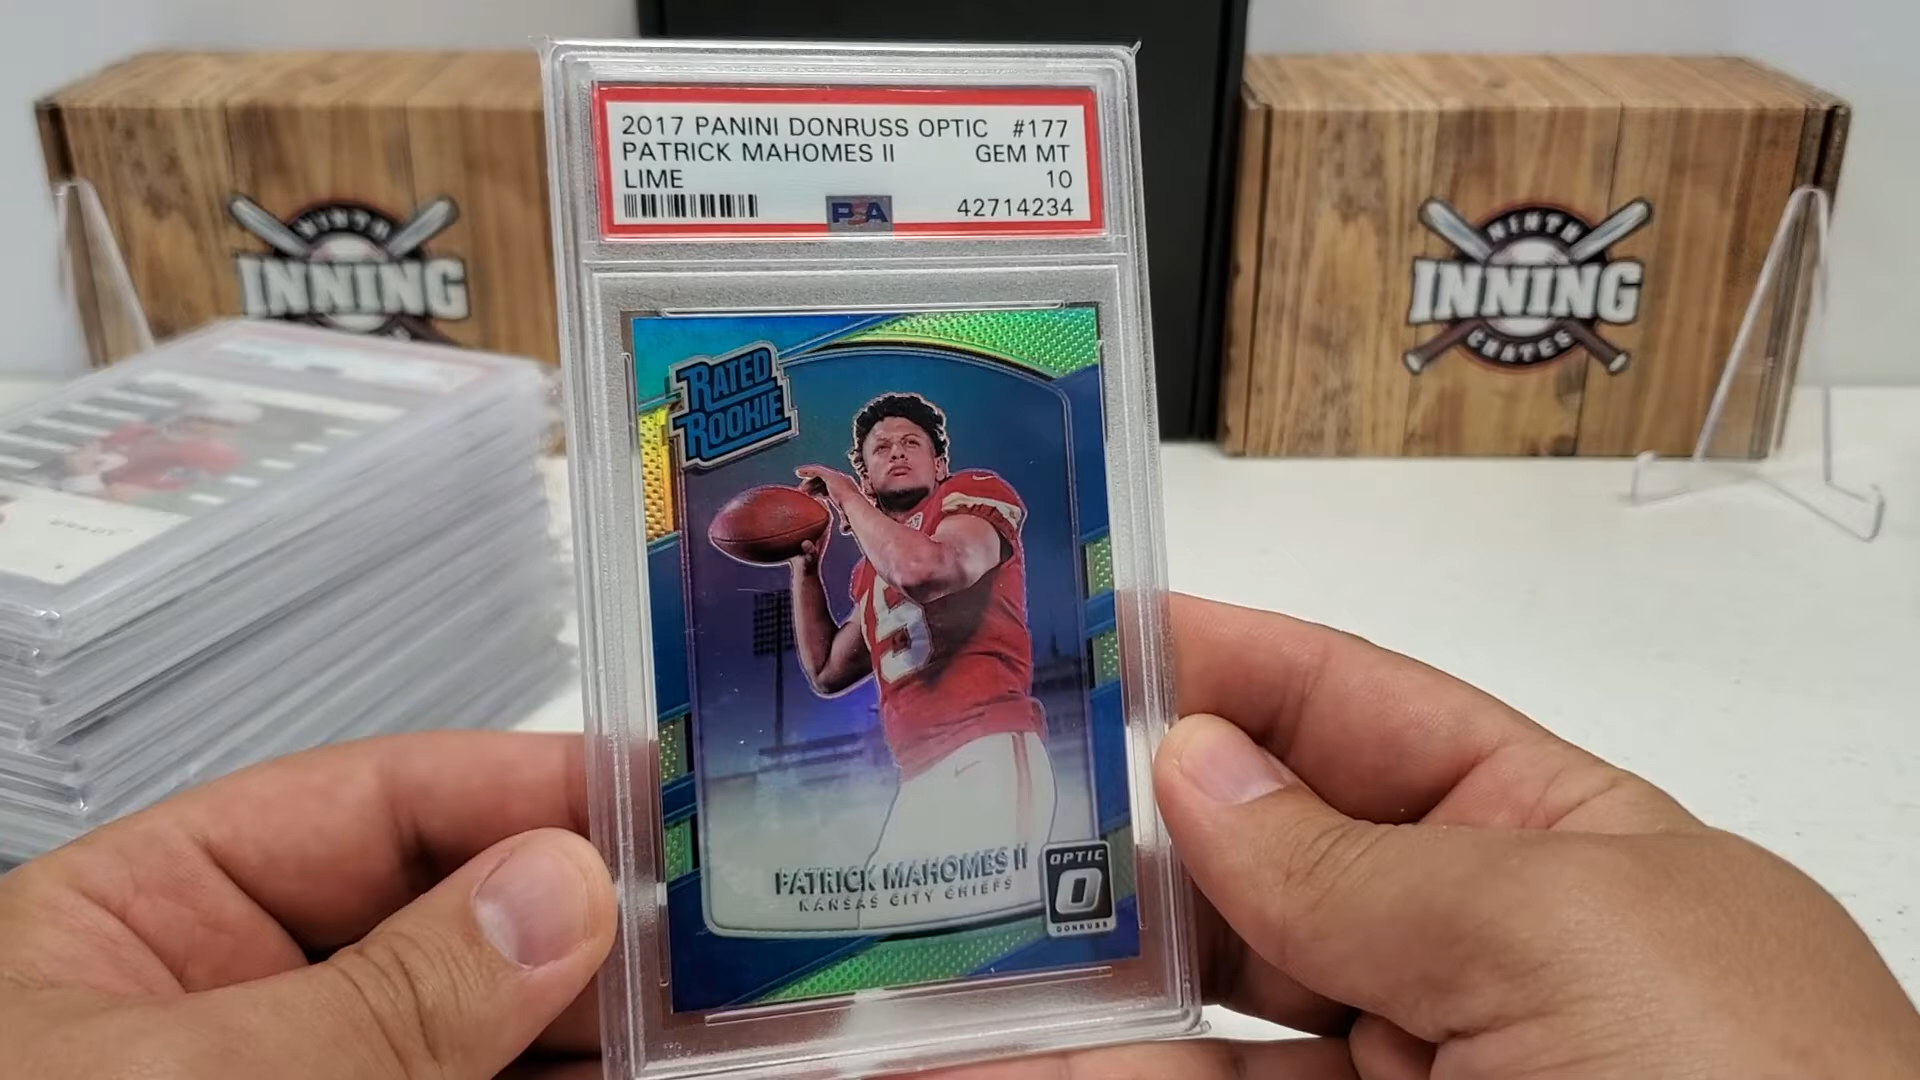 2017 PANINI DONRUSS OPTIC #177
PATRICK MAHOMES II GEM MT
LIME 10
PSA 42714234
RATED
ROOKIE
5
PATRICK MAHOMES II
KANSAS CITY CHIEFS
OPTIC
DONRUSS
NINTH
INNING
NINTH
INNING
CRATES